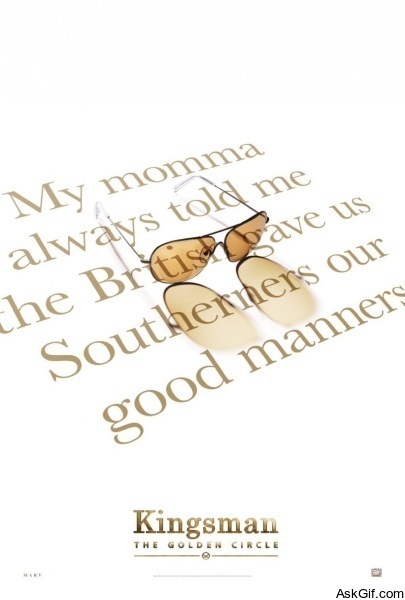 My momma
always told me
the British gave us
Southerners our
good manners
Kingsman
THE GOLDEN CIRCLE
MARV
AskGif.com